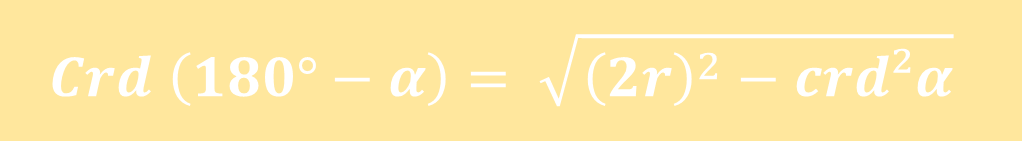 Crd (180° − α) = √(2r)² − crd²α